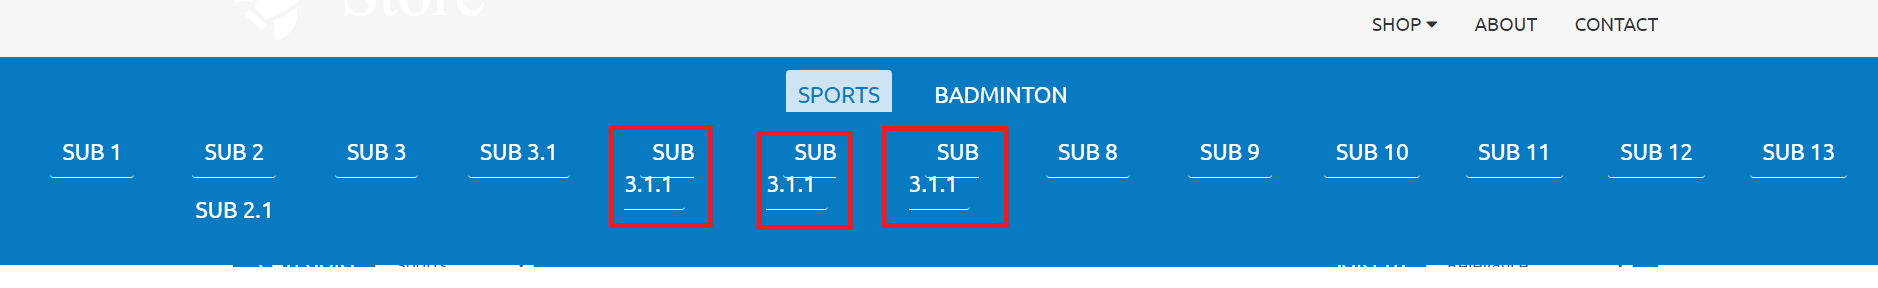 Store
SHOP ABOUT CONTACT
SPORTS BADMINTON
SUB 1 SUB 2 SUB 3 SUB 3.1 SUB SUB SUB SUB 8 SUB 9 SUB 10 SUB 11 SUB 12 SUB 13
3.1.1 3.1.1 3.1.1
SUB 2.1